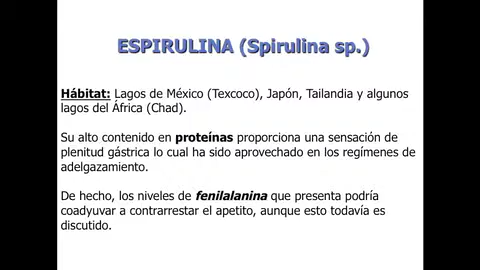 ESPIRULINA (Spirulina sp.)
Hábitat: Lagos de México (Texcoco), Japón, Tailandia y algunos
lagos del África (Chad).
Su alto contenido en proteínas proporciona una sensación de
plenitud gástrica lo cual ha sido aprovechado en los regímenes de
adelgazamiento.
De hecho, los niveles de fenilalanina que presenta podría
coadyuvar a contrarrestar el apetito, aunque esto todavía es
discutido.